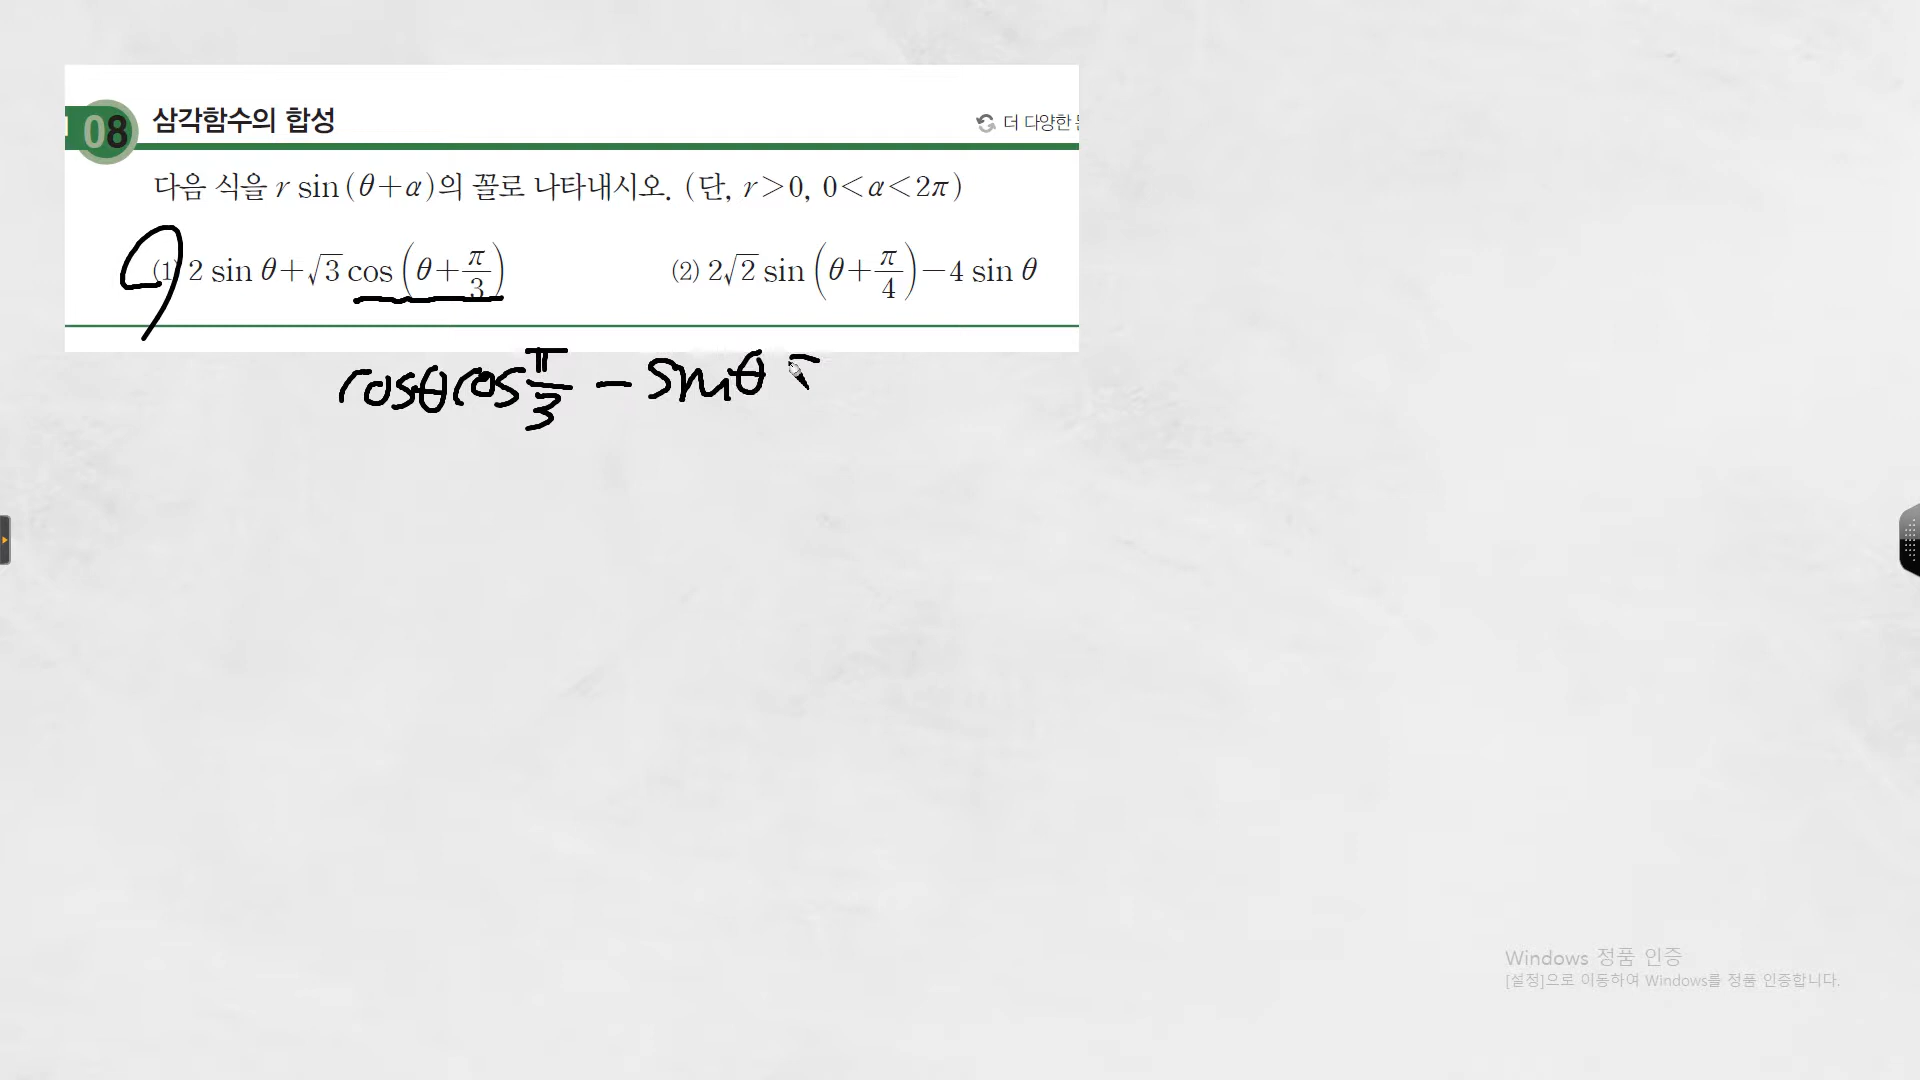 08 삼각함수의 합성
더 다양한
다음 식을 r sin(θ+α)의 꼴로 나타내시오. (단, r>0, 0<α<2π)
(1) 2 sin θ+√3 cos(θ+π/3) (2) 2√2 sin(θ+π/4)−4 sin θ
cosθcos π/3 − sinθ
Windows 정품 인증
[설정]으로 이동하여 Windows를 정품 인증합니다.